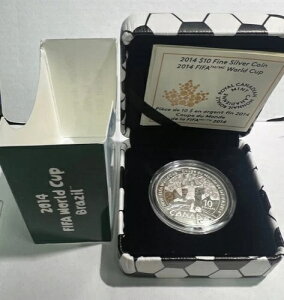 2014 $10 Fine Silver Coin
2014 FIFA World Cup
Pièce de 10 $ en argent fin 2014
Coupe du Monde
de la FIFA 2014
ROYAL CANADIAN MINT
2014
FIFA World Cup
Brazil
CANADA
10